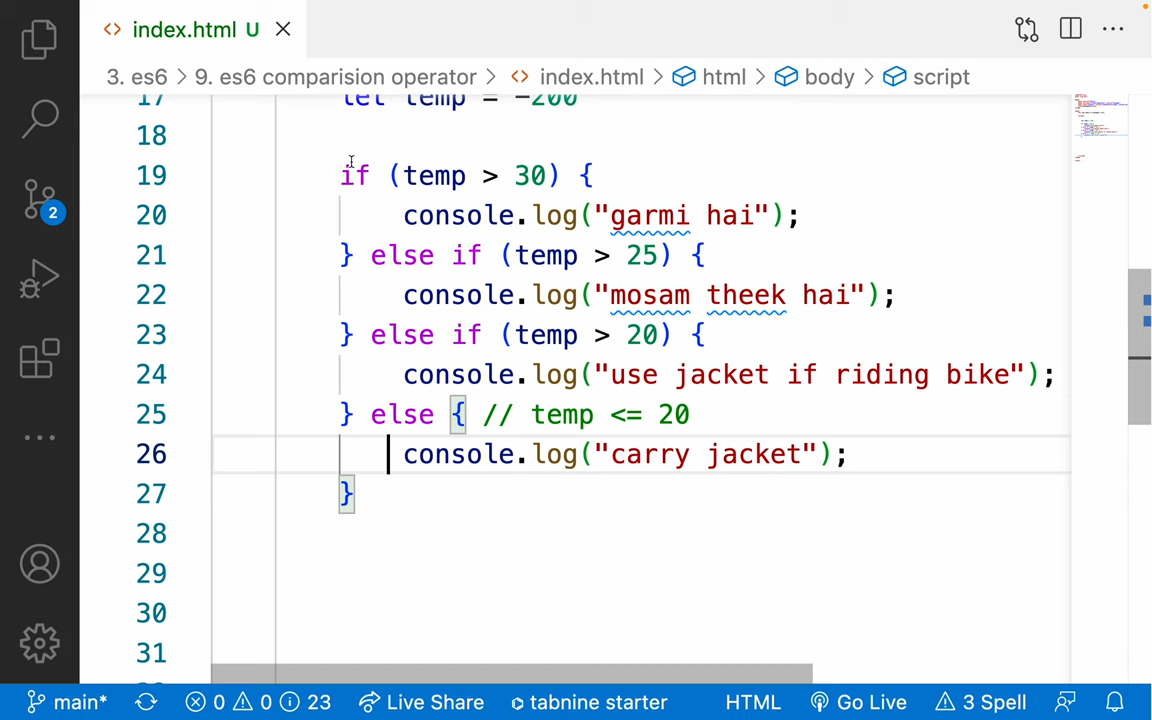 index.html U
3. es6 > 9. es6 comparision operator > index.html > html > body > script
17 let temp = -200
18
19 if (temp > 30) {
20 console.log("garmi hai");
21 } else if (temp > 25) {
22 console.log("mosam theek hai");
23 } else if (temp > 20) {
24 console.log("use jacket if riding bike");
25 } else { // temp <= 20
26 console.log("carry jacket");
27 }
28
29
30
31
2
main* 0 0 23 Live Share tabnine starter HTML Go Live 3 Spell